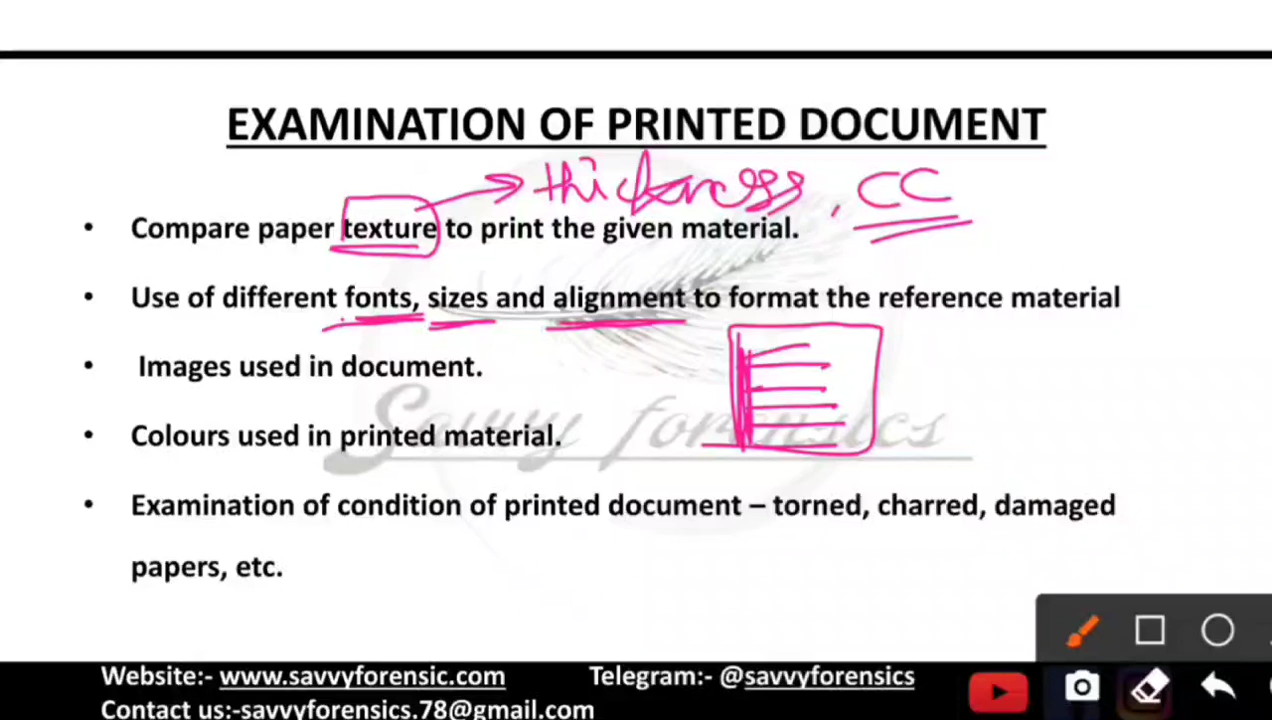 EXAMINATION OF PRINTED DOCUMENT
thickness, CC
• Compare paper texture to print the given material.
• Use of different fonts, sizes and alignment to format the reference material
• Images used in document.
Savvy forensics
• Colours used in printed material.
• Examination of condition of printed document – torned, charred, damaged
papers, etc.
Website:- www.savvyforensic.com Telegram:- @savvyforensics
Contact us:-savvyforensics.78@gmail.com